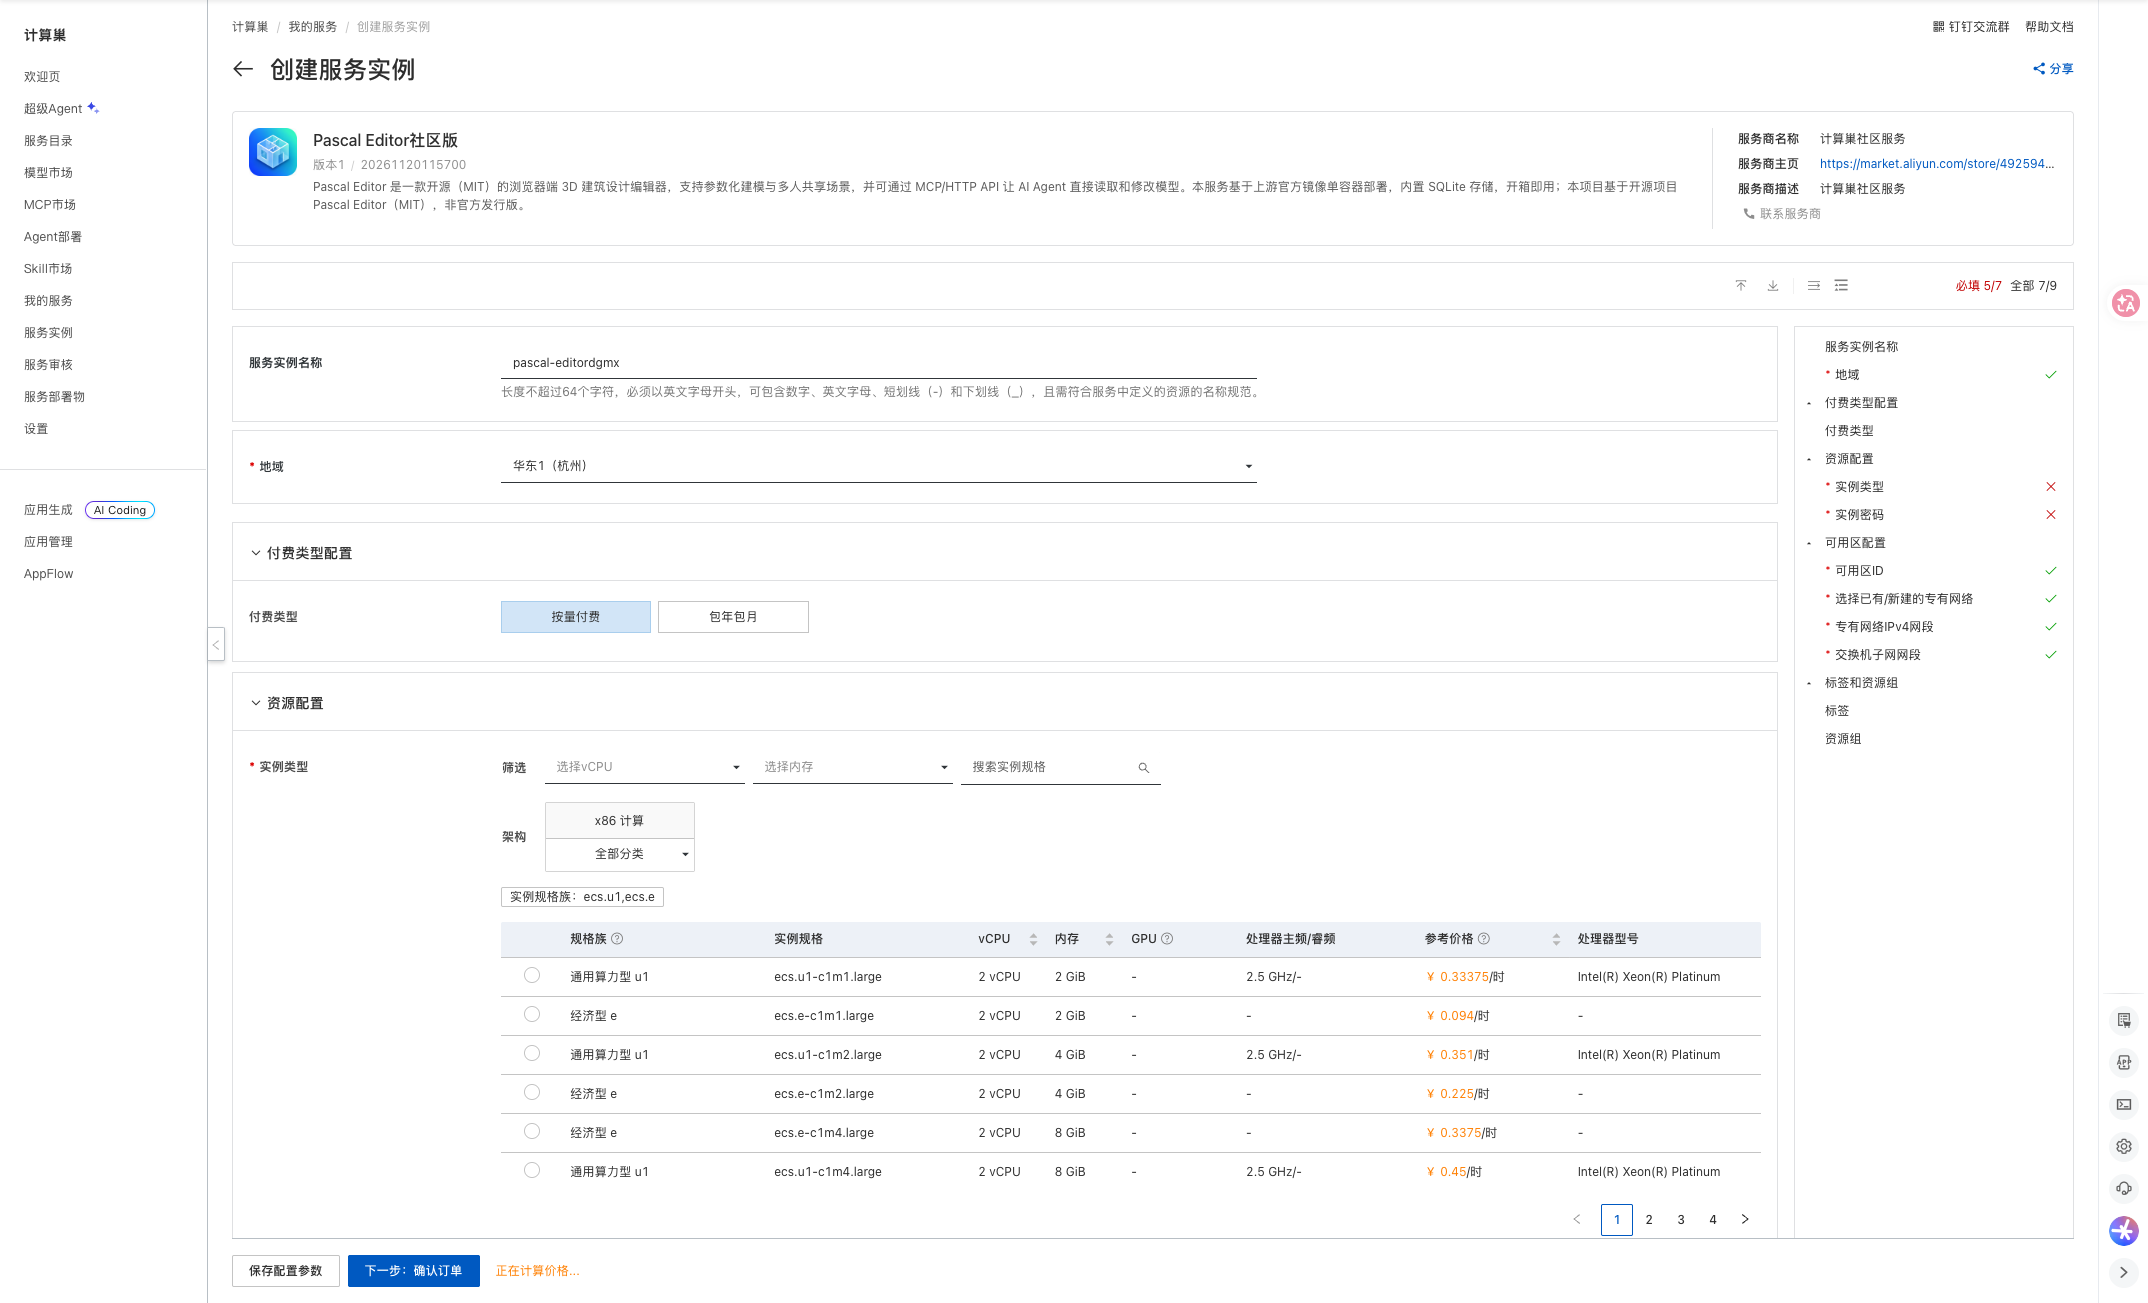 计算巢
欢迎页
超级Agent
服务目录
模型市场
MCP市场
Agent部署
Skill市场
我的服务
服务实例
服务审核
服务部署物
设置
应用生成 AI Coding
应用管理
AppFlow
计算巢 / 我的服务 / 创建服务实例
钉钉交流群 帮助文档
创建服务实例
分享
Pascal Editor社区版
版本1 / 20261120115700
Pascal Editor 是一款开源（MIT）的浏览器端 3D 建筑设计编辑器，支持参数化建模与多人共享场景，并可通过 MCP/HTTP API 让 AI Agent 直接读取和修改模型。本服务基于上游官方镜像单容器部署，内置 SQLite 存储，开箱即用；本项目基于开源项目
Pascal Editor（MIT），非官方发行版。
服务商名称 计算巢社区服务
服务商主页 https://market.aliyun.com/store/492594...
服务商描述 计算巢社区服务
联系服务商
必填 5/7 全部 7/9
服务实例名称 pascal-editordgmx
长度不超过64个字符，必须以英文字母开头，可包含数字、英文字母、短划线（-）和下划线（_），且需符合服务中定义的资源的名称规范。
* 地域 华东1（杭州）
付费类型配置
付费类型 按量付费 包年包月
资源配置
* 实例类型 筛选 选择vCPU 选择内存 搜索实例规格
架构 x86 计算
全部分类
实例规格族：ecs.u1,ecs.e
规格族 实例规格 vCPU 内存 GPU 处理器主频/睿频 参考价格 处理器型号
通用算力型 u1 ecs.u1-c1m1.large 2 vCPU 2 GiB - 2.5 GHz/- ¥ 0.33375/时 Intel(R) Xeon(R) Platinum
经济型 e ecs.e-c1m1.large 2 vCPU 2 GiB - - ¥ 0.094/时 -
通用算力型 u1 ecs.u1-c1m2.large 2 vCPU 4 GiB - 2.5 GHz/- ¥ 0.351/时 Intel(R) Xeon(R) Platinum
经济型 e ecs.e-c1m2.large 2 vCPU 4 GiB - - ¥ 0.225/时 -
经济型 e ecs.e-c1m4.large 2 vCPU 8 GiB - - ¥ 0.3375/时 -
通用算力型 u1 ecs.u1-c1m4.large 2 vCPU 8 GiB - 2.5 GHz/- ¥ 0.45/时 Intel(R) Xeon(R) Platinum
1 2 3 4
保存配置参数 下一步：确认订单 正在计算价格...
服务实例名称
* 地域
付费类型配置
付费类型
资源配置
* 实例类型
* 实例密码
可用区配置
* 可用区ID
* 选择已有/新建的专有网络
* 专有网络IPv4网段
* 交换机子网网段
标签和资源组
标签
资源组